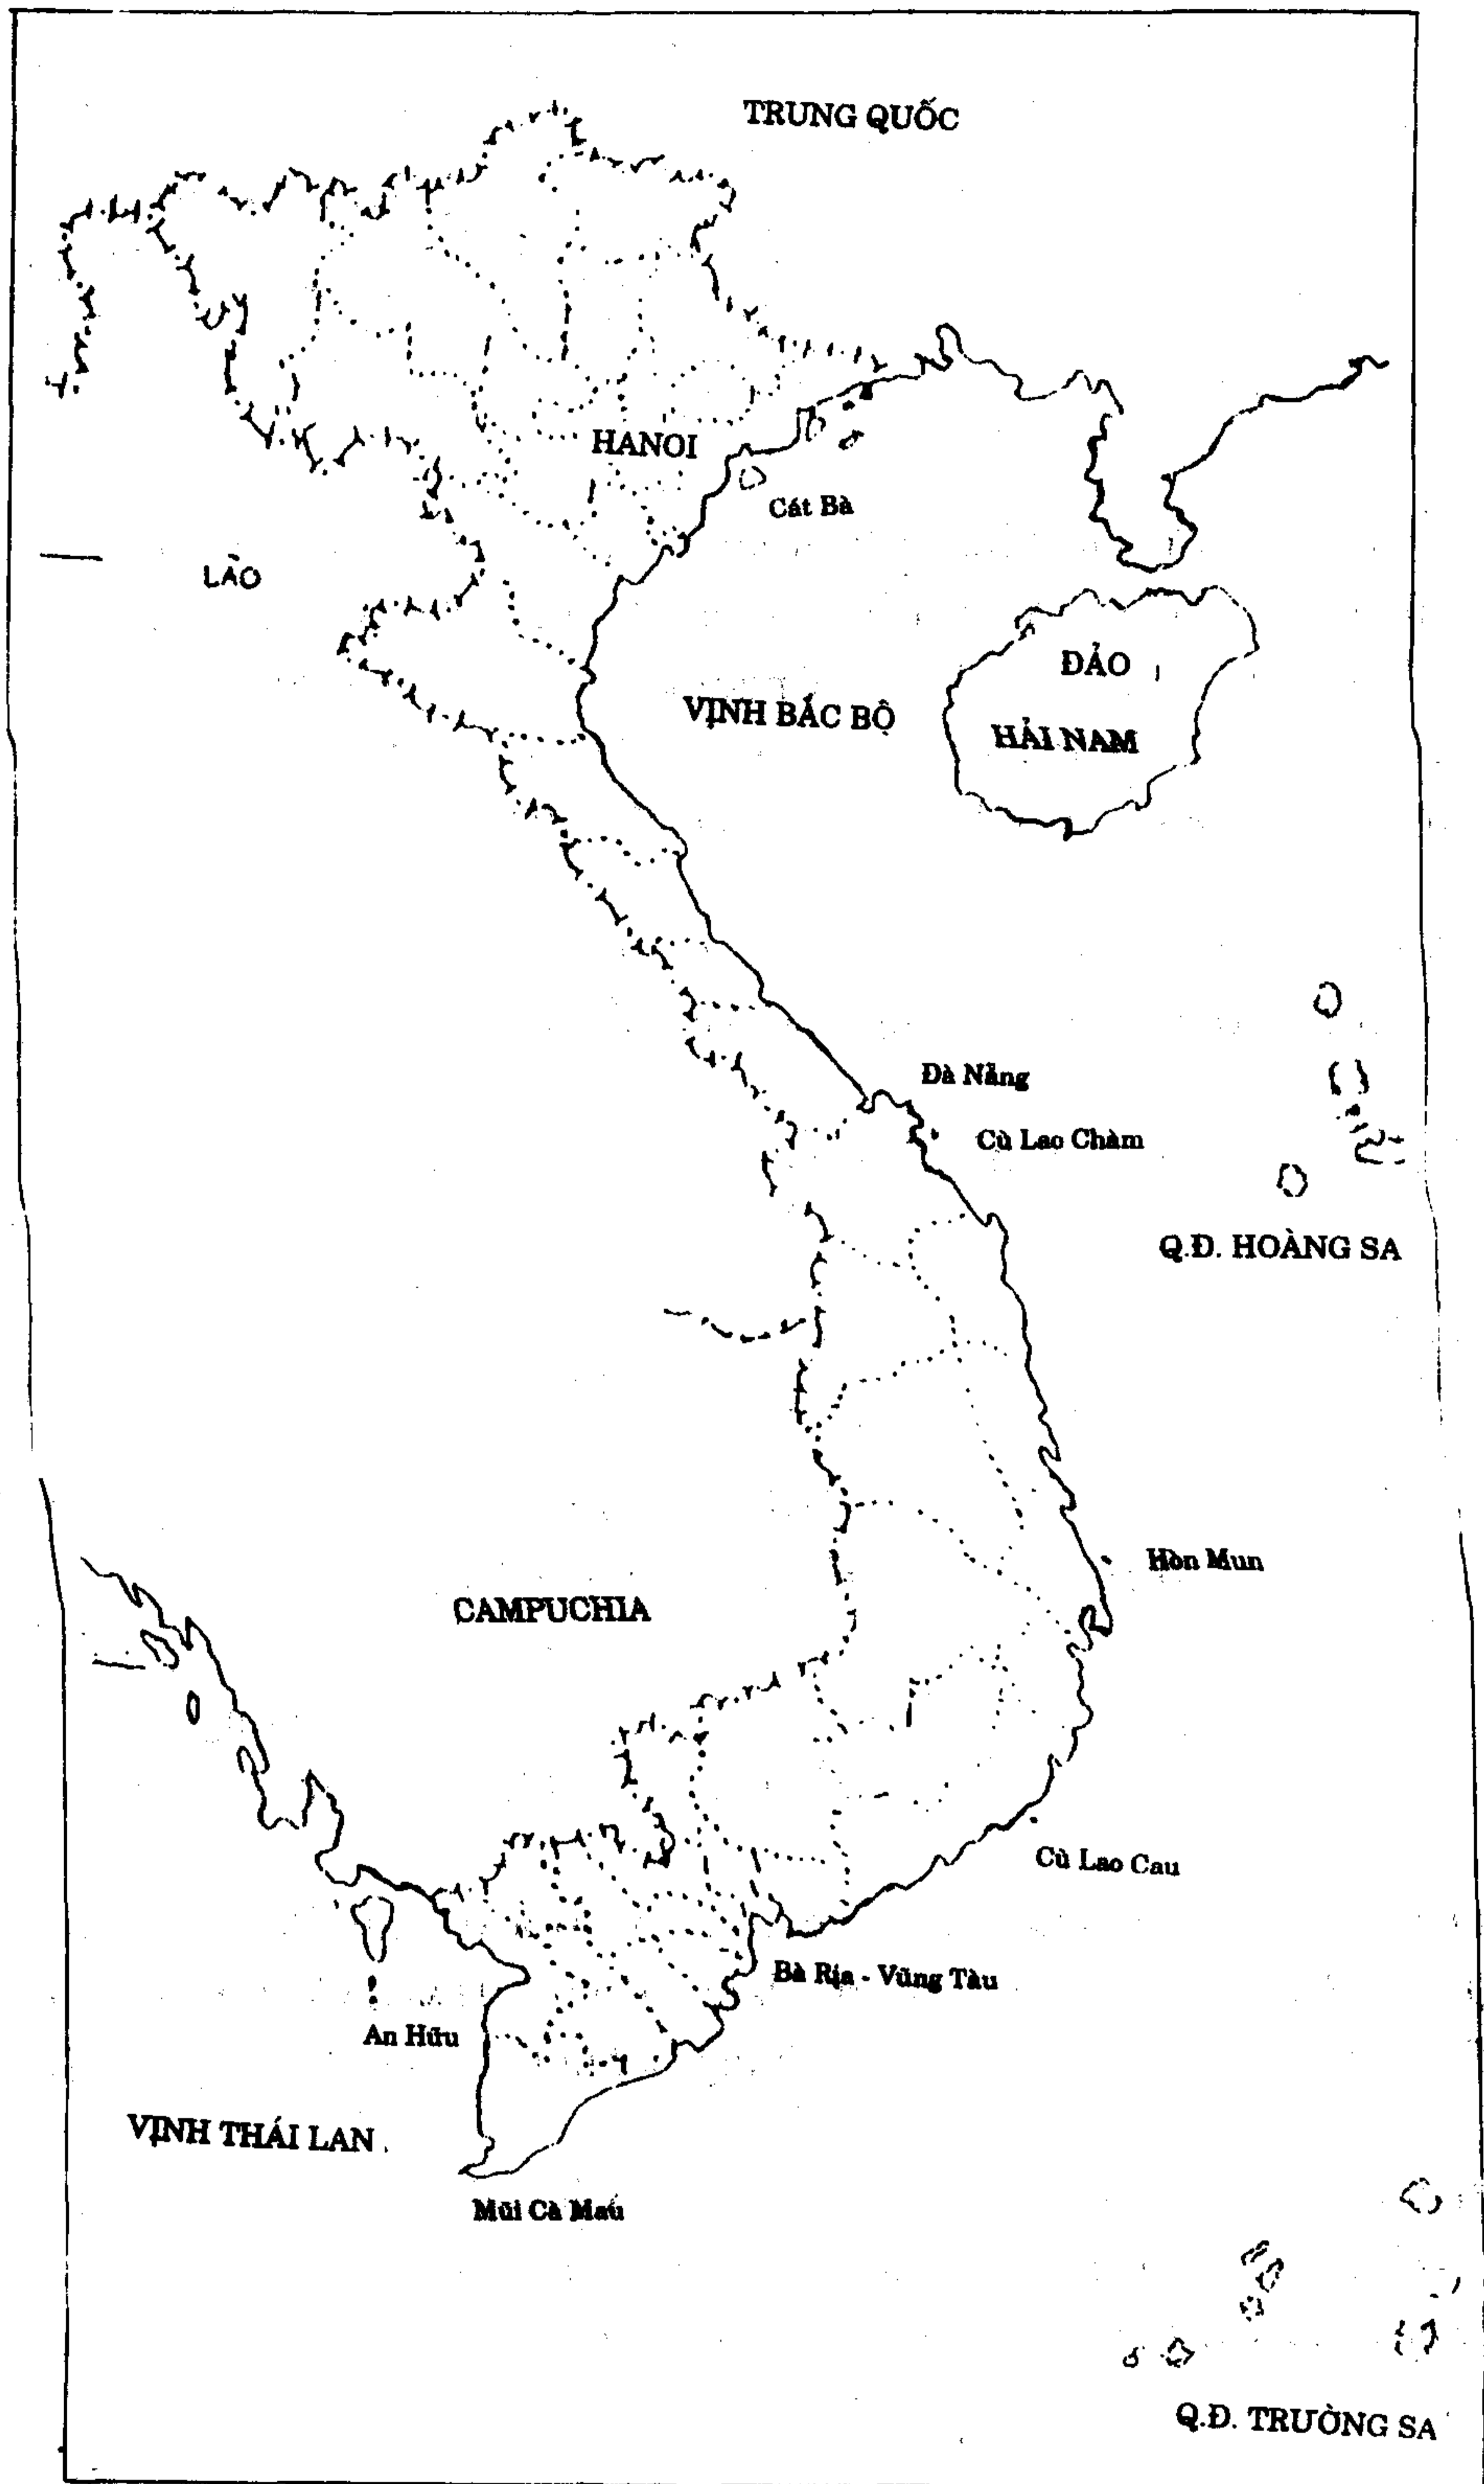 TRUNG QUỐC
HANOI
Cát Bà
LÀO
ĐẢO
HẢI NAM
VỊNH BẮC BỘ
Đà Nẵng
Cù Lao Chàm
Q.Đ. HOÀNG SA
Hòn Mun
CAMPUCHIA
Cù Lao Cau
Bà Rịa - Vũng Tàu
An Hữu
VỊNH THÁI LAN
Mũi Cà Mau
Q.Đ. TRƯỜNG SA